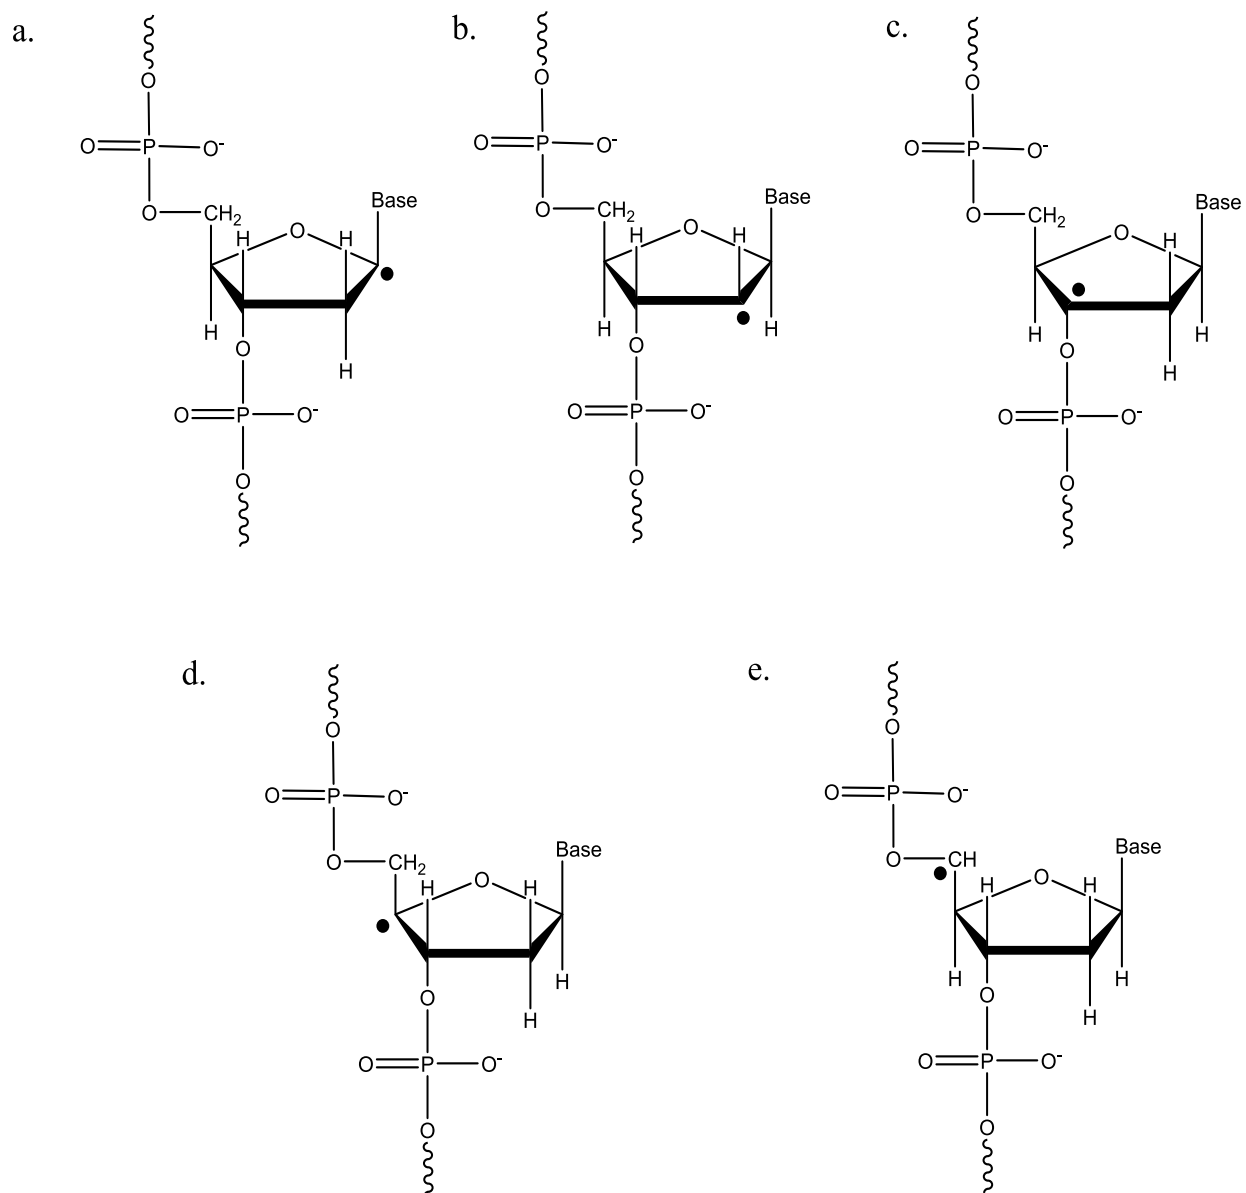 a.
b.
c.
O
O
O
O P O⁻
O P O⁻
O P O⁻
O CH₂ O Base
O CH₂ O Base
O CH₂ O Base
H H
H H
H
H
H H
H H
H
H
O
O
O
O P O⁻
O P O⁻
O P O⁻
O
O
O
d.
e.
O
O
O P O⁻
O P O⁻
O CH₂ O Base
O CH O Base
H H
H H
H
H H
H
H
O
O
O P O⁻
O P O⁻
O
O